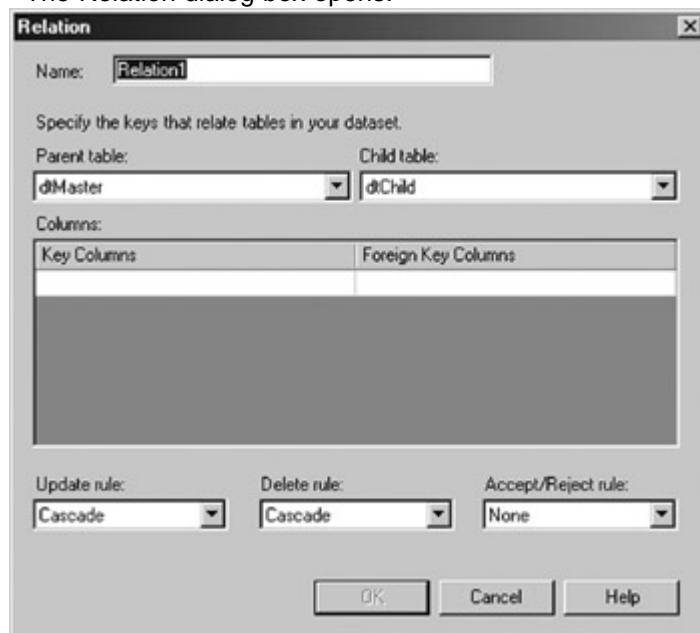 The Relation dialog box opens.
Relation
Name: Relation1
Specify the keys that relate tables in your dataset.
Parent table: Child table:
dtMaster dtChild
Columns:
Key Columns Foreign Key Columns
Update rule: Delete rule: Accept/Reject rule:
Cascade Cascade None
OK Cancel Help